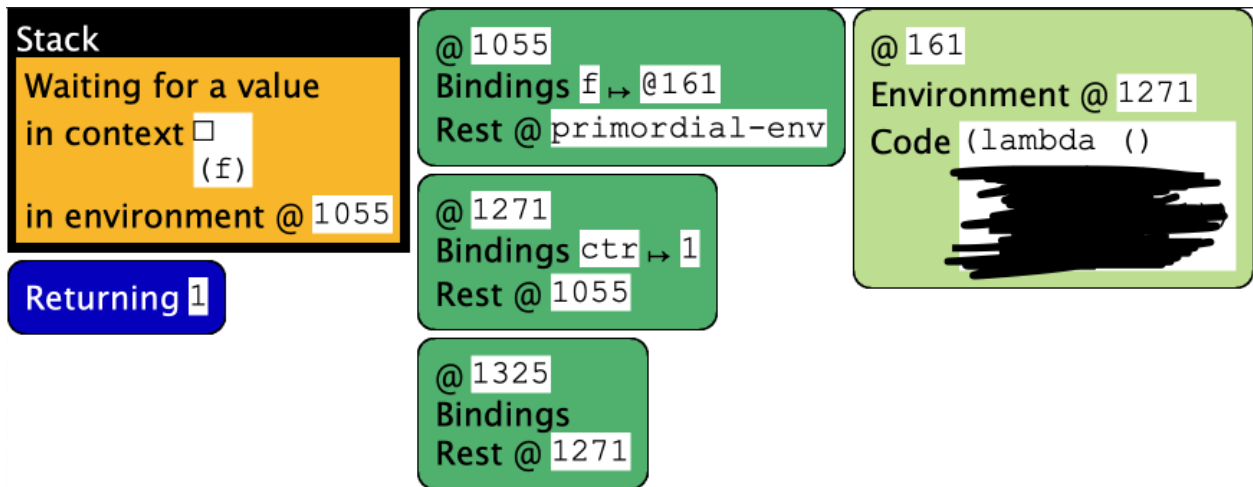 Stack
Waiting for a value
in context □
(f)
in environment @ 1055
Returning 1
@ 1055
Bindings f ↦ @161
Rest @ primordial-env
@ 1271
Bindings ctr ↦ 1
Rest @ 1055
@ 1325
Bindings
Rest @ 1271
@ 161
Environment @ 1271
Code (lambda ()